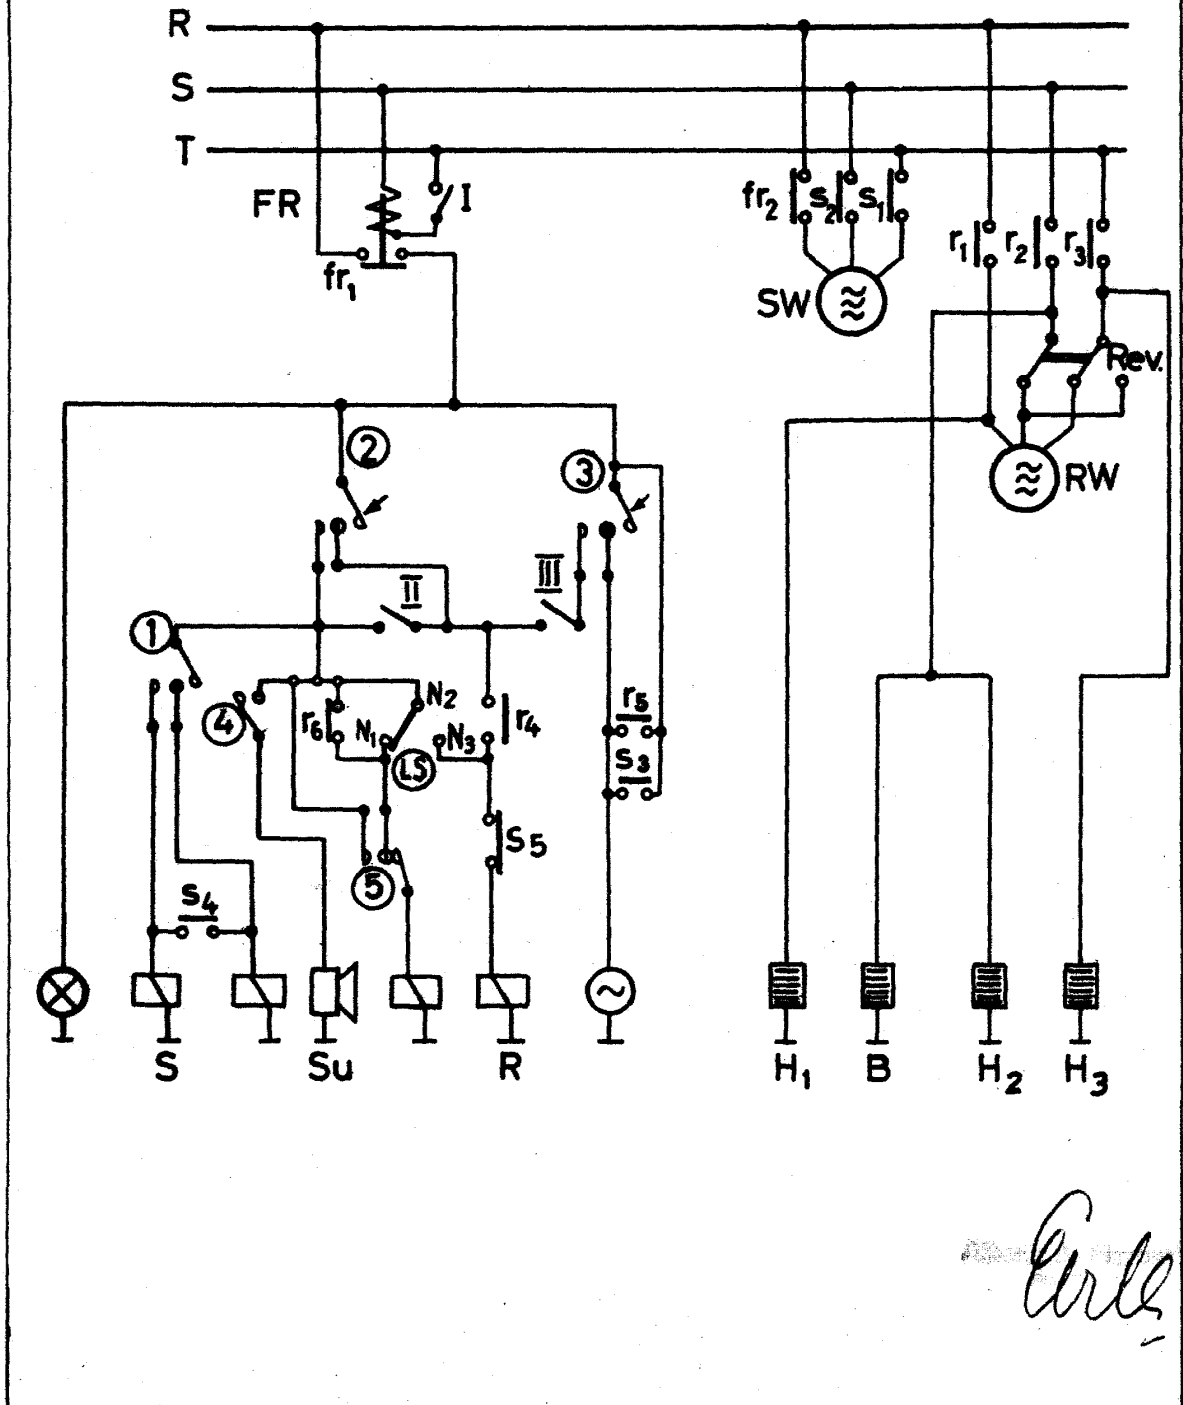 R
S
T
FR
I
fr1
fr2 s2 s1
SW
r1 r2 r3
Rev.
RW
2
3
II
III
1
4
r6
N1
N2
LS
N3
r4
r5
s3
S5
5
s4
S
Su
R
H1
B
H2
H3